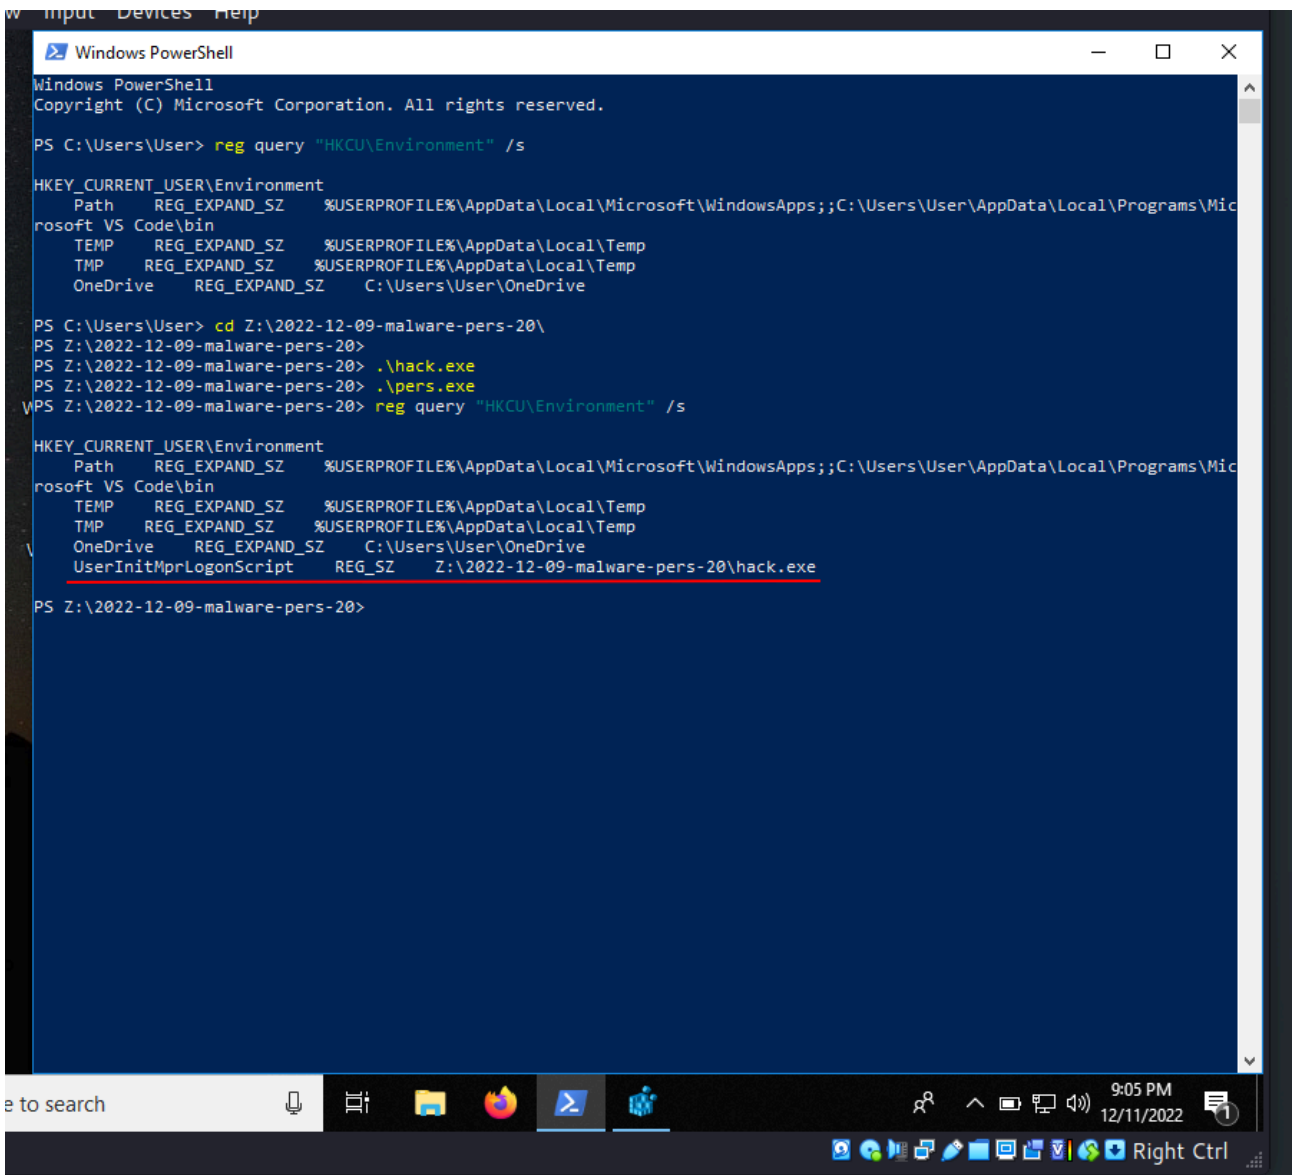 Input Devices Help
Windows PowerShell
Windows PowerShell
Copyright (C) Microsoft Corporation. All rights reserved.
PS C:\Users\User> reg query "HKCU\Environment" /s
HKEY_CURRENT_USER\Environment
Path REG_EXPAND_SZ %USERPROFILE%\AppData\Local\Microsoft\WindowsApps;;C:\Users\User\AppData\Local\Programs\Mic
rosoft VS Code\bin
TEMP REG_EXPAND_SZ %USERPROFILE%\AppData\Local\Temp
TMP REG_EXPAND_SZ %USERPROFILE%\AppData\Local\Temp
OneDrive REG_EXPAND_SZ C:\Users\User\OneDrive
PS C:\Users\User> cd Z:\2022-12-09-malware-pers-20\
PS Z:\2022-12-09-malware-pers-20>
PS Z:\2022-12-09-malware-pers-20> .\hack.exe
PS Z:\2022-12-09-malware-pers-20> .\pers.exe
PS Z:\2022-12-09-malware-pers-20> reg query "HKCU\Environment" /s
HKEY_CURRENT_USER\Environment
Path REG_EXPAND_SZ %USERPROFILE%\AppData\Local\Microsoft\WindowsApps;;C:\Users\User\AppData\Local\Programs\Mic
rosoft VS Code\bin
TEMP REG_EXPAND_SZ %USERPROFILE%\AppData\Local\Temp
TMP REG_EXPAND_SZ %USERPROFILE%\AppData\Local\Temp
OneDrive REG_EXPAND_SZ C:\Users\User\OneDrive
UserInitMprLogonScript REG_SZ Z:\2022-12-09-malware-pers-20\hack.exe
PS Z:\2022-12-09-malware-pers-20>
e to search
9:05 PM
12/11/2022
1
Right Ctrl